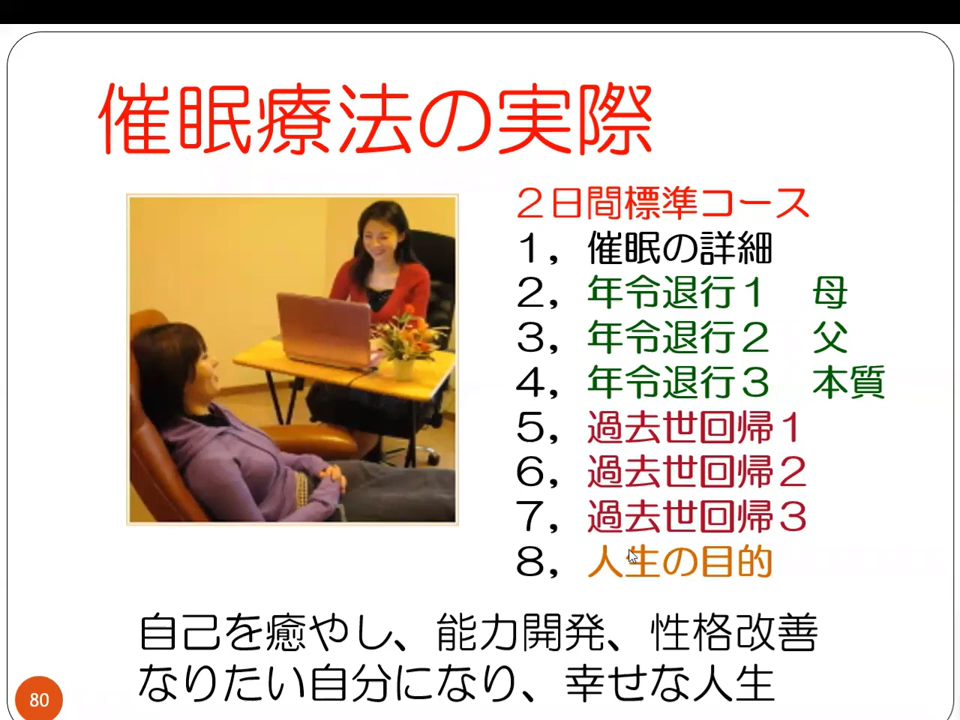 催眠療法の実際
２日間標準コース
１，催眠の詳細
２，年令退行１　母
３，年令退行２　父
４，年令退行３　本質
５，過去世回帰１
６，過去世回帰２
７，過去世回帰３
８，人生の目的
自己を癒やし、能力開発、性格改善
なりたい自分になり、幸せな人生
80